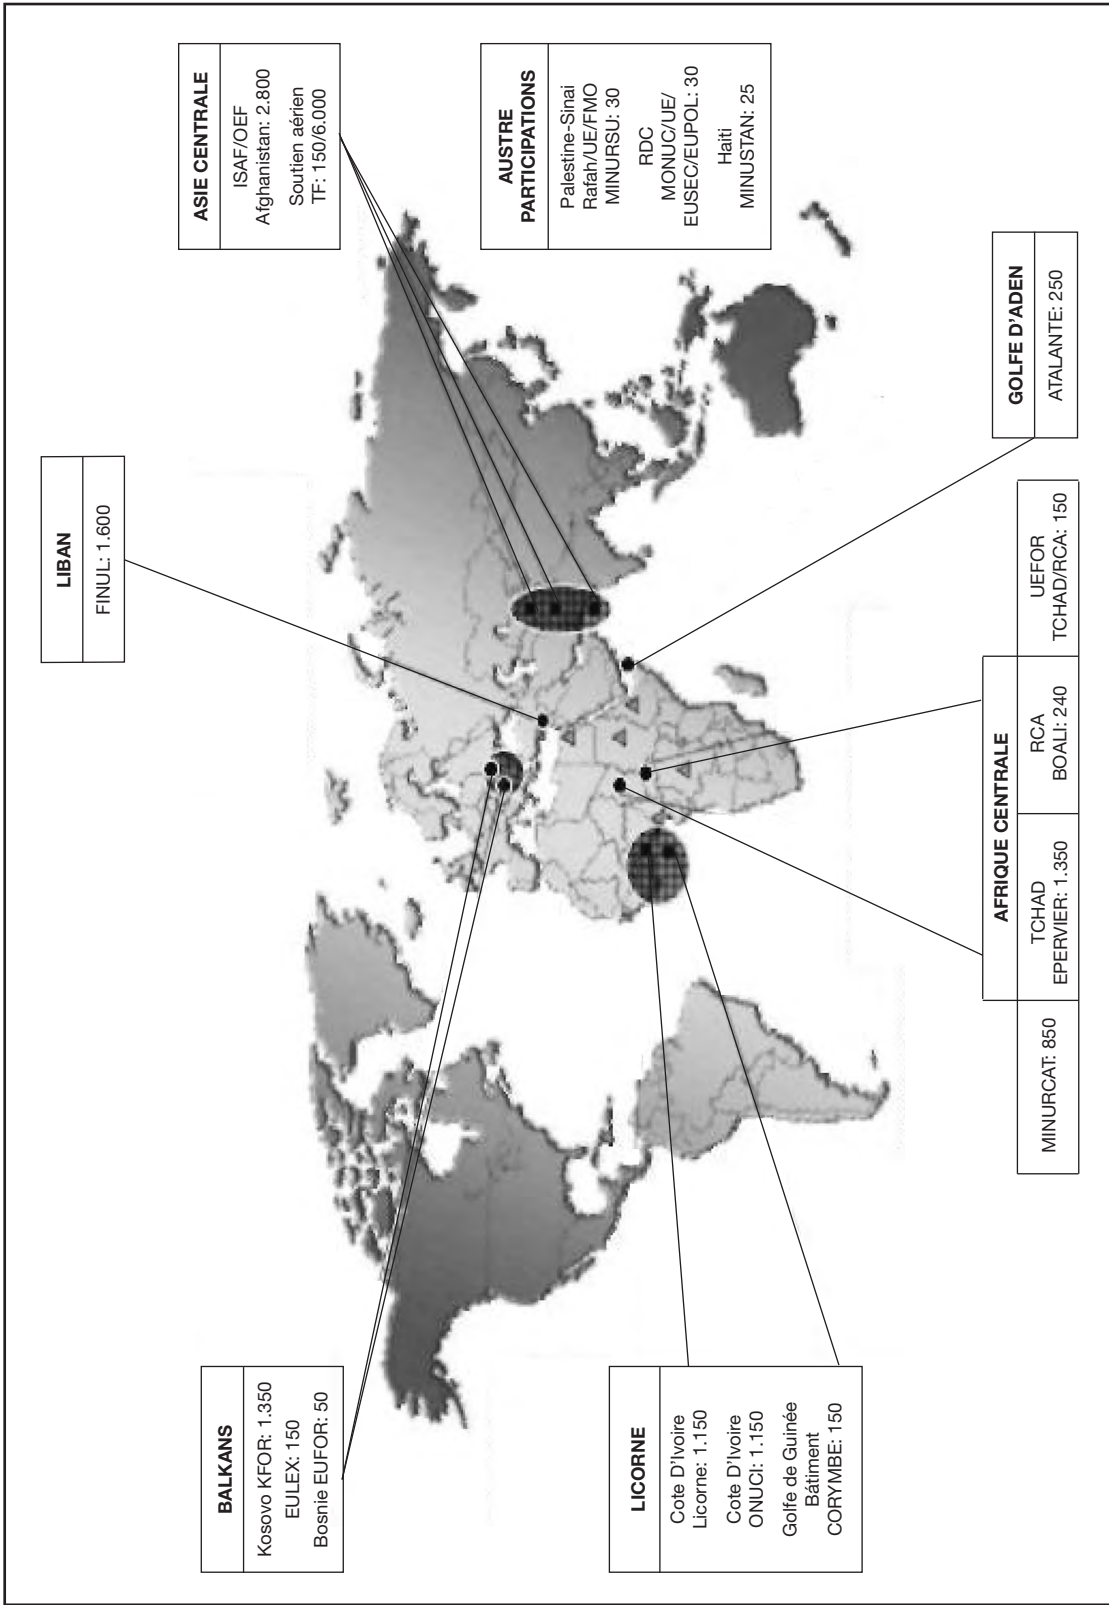 LIBAN
FINUL: 1.600
ASIE CENTRALE
ISAF/OEF
Afghanistan: 2.800
Soutien aérien
TF: 150/6.000
BALKANS
Kosovo KFOR: 1.350
EULEX: 150
Bosnie EUFOR: 50
AUSTRE
PARTICIPATIONS
Palestine-Sinai
Rafah/UE/FMO
MINURSU: 30
RDC
MONUC/UE/
EUSEC/EUPOL: 30
Haiti
MINUSTAN: 25
LICORNE
Cote D'Ivoire
Licorne: 1.150
Cote D'Ivoire
ONUCI: 1.150
Golfe de Guinée
Bátiment
CORYMBE: 150
AFRIQUE CENTRALE
MINURCAT: 850
TCHAD
EPERVIER: 1.350
RCA
BOALI: 240
UEFOR
TCHAD/RCA: 150
GOLFE D'ADEN
ATALANTE: 250